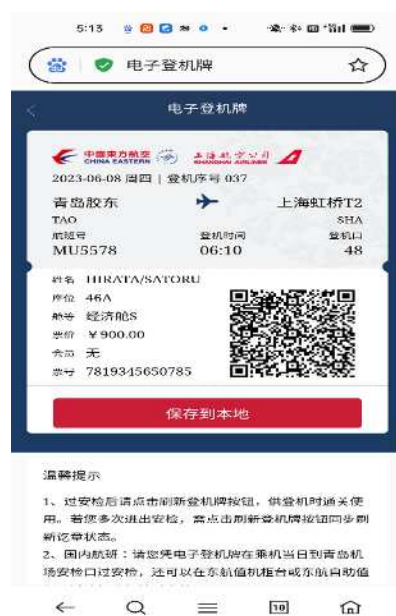 5:13
电子登机牌
电子登机牌
中國東方航空
CHINA EASTERN
上海航空公司
SHANGHAI AIRLINES
2023-06-08 周四 | 登机序号 037
青岛胶东
上海虹桥T2
TAO
SHA
航班号
登机时间
登机口
MU5578
06:10
48
姓名 HIRATA/SATORU
座位 46A
舱等 经济舱S
票价 ￥900.00
会员 无
票号 7819345650785
保存到本地
温馨提示
1、过安检后请点击刷新登机牌按钮，供登机时通关使
用。若您多次进出安检，需点击刷新登机牌按钮同步刷
新讫章状态。
2、国内航班：请您凭电子登机牌在乘机当日到青岛机
场安检口过安检，还可以在东航值机柜台或东航自助值
10